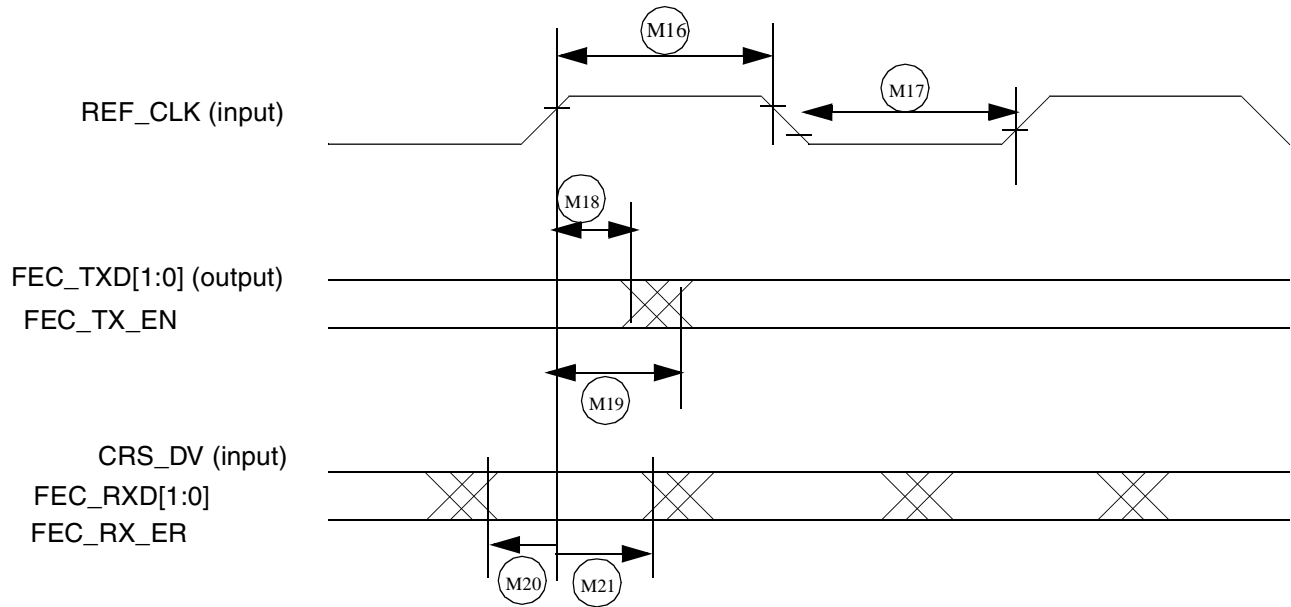 M16
REF_CLK (input)
M17
M18
FEC_TXD[1:0] (output)
FEC_TX_EN
M19
CRS_DV (input)
FEC_RXD[1:0]
FEC_RX_ER
M20
M21